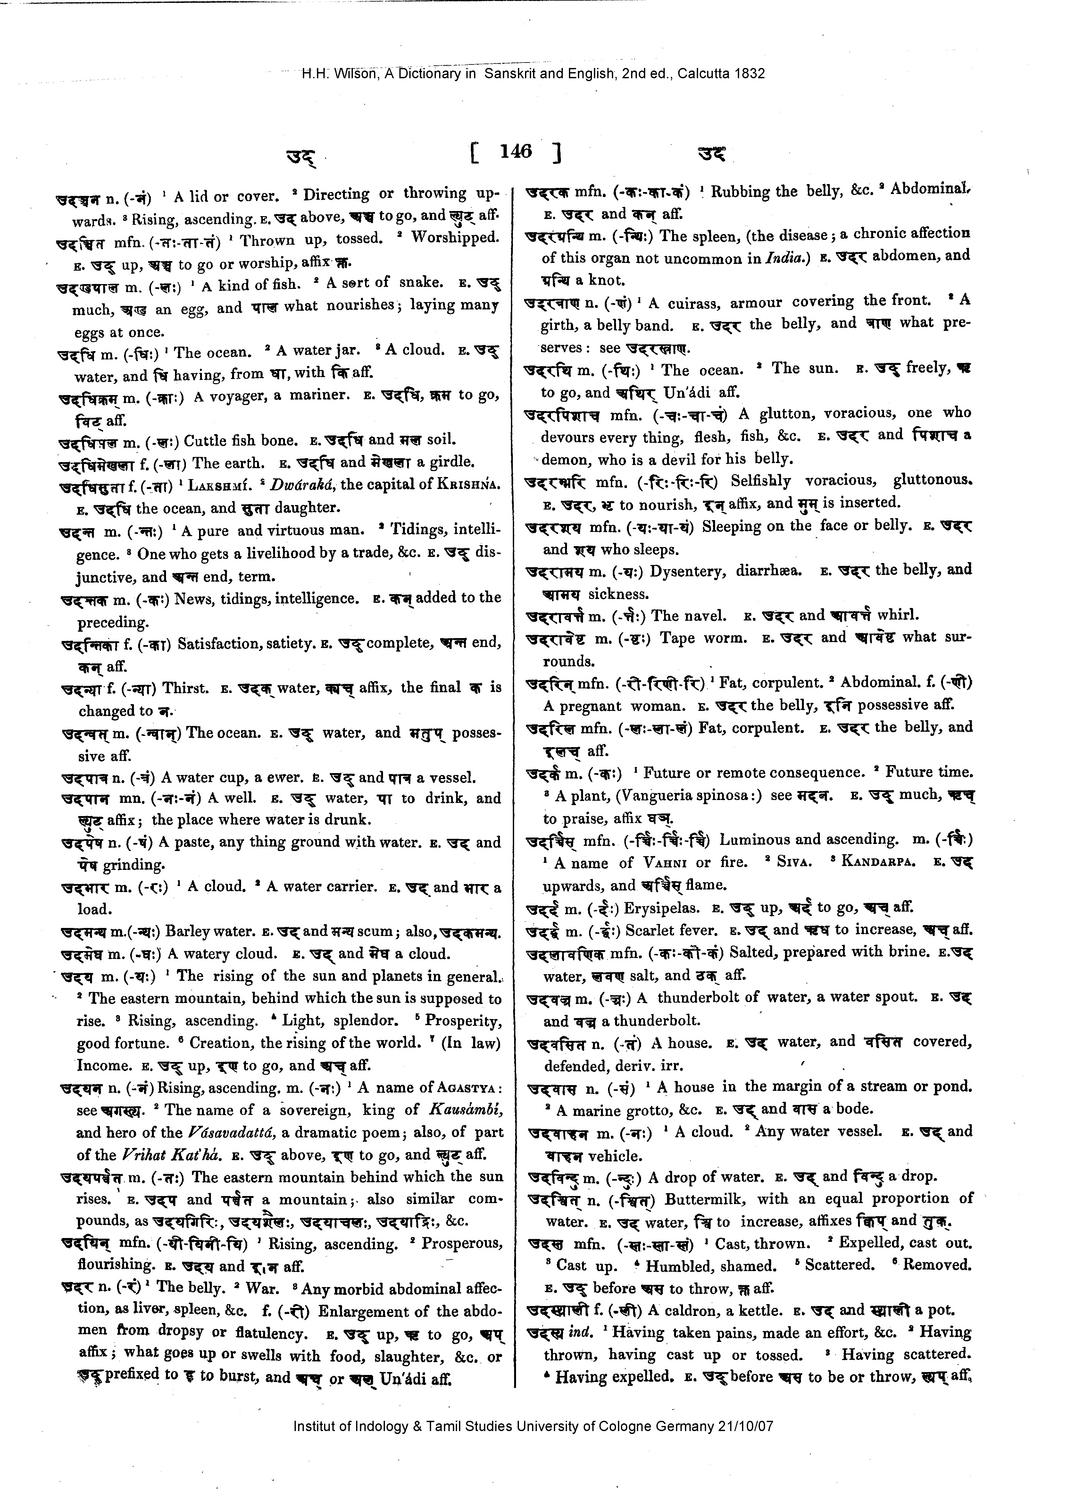 H.H. Wilson, A Dictionary in Sanskrit and English, 2nd ed., Calcutta 1832
उद् [ 146 ] उद
उदञ्चन n. (-नं) ¹ A lid or cover. ² Directing or throwing up-
wards. ³ Rising, ascending. E. उद् above, अञ्च to go, and ल्युट् aff.
उदञ्चित mfn. (-तः-ता-तं) ¹ Thrown up, tossed. ² Worshipped.
E. उद् up, अञ्च to go or worship, affix क्त.
उदण्डपाल m. (-लः) ¹ A kind of fish. ² A sort of snake. E. उद्
much, अण्ड an egg, and पाल what nourishes; laying many
eggs at once.
उदधि m. (-धिः) ¹ The ocean. ² A water jar. ³ A cloud. E. उद
water, and धि having, from धा, with कि aff.
उदधिक्रम् m. (-क्राः) A voyager, a mariner. E. उदधि, क्रम to go,
विट् aff.
उदधिमल m. (-लः) Cuttle fish bone. E. उदधि and मल soil.
उदधिमेखला f. (-ला) The earth. E. उदधि and मेखला a girdle.
उदधिसुता f. (-ता) ¹ LAKSHMÍ. ² Dwáraká, the capital of KRISHṄA.
E. उदधि the ocean, and सुता daughter.
उदन्त m. (-न्तः) ¹ A pure and virtuous man. ² Tidings, intelli-
gence. ³ One who gets a livelihood by a trade, &c. E. उद् dis-
junctive, and अन्त end, term.
उदन्तक m. (-कः) News, tidings, intelligence. E. कन् added to the
preceding.
उदन्तिका f. (-का) Satisfaction, satiety. E. उद् complete, अन्त end,
कन् aff.
उदन्या f. (-न्या) Thirst. E. उदक् water, क्यच् affix, the final क is
changed to न.
उदन्वत् m. (-न्वान्) The ocean. E. उद water, and मतुप् posses-
sive aff.
उदपात्र n. (-त्रं) A water cup, a ewer. E. उद and पात्र a vessel.
उदपान mn. (-नः-नं) A well. E. उद water, पा to drink, and
ल्युट् affix; the place where water is drunk.
उदपेष n. (-षं) A paste, any thing ground with water. E. उद and
पेष grinding.
उदभार m. (-रः) ¹ A cloud. ² A water carrier. E. उद and भार a
load.
उदमन्थ m. (-न्थः) Barley water. E. उद and मन्थ scum; also, उदकमन्थ.
उदमेघ m. (-घः) A watery cloud. E. उद and मेघ a cloud.
उदय m. (-यः) ¹ The rising of the sun and planets in general.
² The eastern mountain, behind which the sun is supposed to
rise. ³ Rising, ascending. ⁴ Light, splendor. ⁵ Prosperity,
good fortune. ⁶ Creation, the rising of the world. ⁷ (In law)
Income. E. उद् up, इण् to go, and अच् aff.
उदयन n. (-नं) Rising, ascending. m. (-नः) ¹ A name of AGASTYA:
see अगस्त्य. ² The name of a sovereign, king of Kausámbí,
and hero of the Vásavadattá, a dramatic poem; also, of part
of the Vrihat Kat'há. E. उद् above, इण् to go, and ल्युट् aff.
उदयपर्व्वत m. (-तः) The eastern mountain behind which the sun
rises. E. उदय and पर्व्वत a mountain; also similar com-
pounds, as उदयगिरिः, उदयशैलः, उदयाचलः, उदयाद्रिः, &c.
उदयिन् mfn. (-यी-यिनी-यि) ¹ Rising, ascending. ² Prosperous,
flourishing. E. उदय and इन aff.
उदर n. (-रं) ¹ The belly. ² War. ³ Any morbid abdominal affec-
tion, as liver, spleen, &c. f. (-री) Enlargement of the abdo-
men from dropsy or flatulency. E. उद् up, ऋ to go, अप्
affix; what goes up or swells with food, slaughter, &c. or
उद् prefixed to दृ to burst, and अच् or अल् Un'ádi aff.
उदरक mfn. (-कः-का-कं) ¹ Rubbing the belly, &c. ² Abdominal.
E. उदर and कन् aff.
उदरग्रन्थि m. (-न्थिः) The spleen, (the disease; a chronic affection
of this organ not uncommon in India.) E. उदर abdomen, and
ग्रन्थि a knot.
उदरत्राण n. (-णं) ¹ A cuirass, armour covering the front. ² A
girth, a belly band. E. उदर the belly, and त्राण what pre-
serves: see उदरस्त्राण.
उदरथि m. (-थिः) ¹ The ocean. ² The sun. E. उद् freely, ऋ
to go, and अथिच् Un'ádi aff.
उदरपिशाच mfn. (-चः-चा-चं) A glutton, voracious, one who
devours every thing, flesh, fish, &c. E. उदर and पिशाच a
demon, who is a devil for his belly.
उदरम्भरि mfn. (-रिः-रिः-रि) Selfishly voracious, gluttonous.
E. उदर, भृ to nourish, इन् affix, and मुम् is inserted.
उदरशय mfn. (-यः-या-यं) Sleeping on the face or belly. E. उदर
and शय who sleeps.
उदरामय m. (-यः) Dysentery, diarrhæa. E. उदर the belly, and
आमय sickness.
उदरावर्त्त m. (-र्त्तः) The navel. E. उदर and आवर्त्त whirl.
उदरावेष्ट m. (-ष्टः) Tape worm. E. उदर and आवेष्ट what sur-
rounds.
उदरिन् mfn. (-री-रिणी-रि) ¹ Fat, corpulent. ² Abdominal. f. (-णी)
A pregnant woman. E. उदर the belly, इनि possessive aff.
उदरिल mfn. (-लः-ला-लं) Fat, corpulent. E. उदर the belly, and
इलच् aff.
उदर्क m. (-र्कः) ¹ Future or remote consequence. ² Future time.
³ A plant, (Vangueria spinosa:) see मदन. E. उद् much, ऋच्
to praise, affix घञ्.
उदर्चिस् mfn. (-र्चिः-र्चिः-र्चि) Luminous and ascending. m. (-र्चिः)
¹ A name of VAHNI or fire. ² SIVA. ³ KANDARPA. E. उद्
upwards, and अर्चिस् flame.
उदर्द m. (-र्दः) Erysipelas. E. उद् up, अर्द to go, अच् aff.
उदर्द्ध m. (-र्द्धः) Scarlet fever. E. उद् and ऋध to increase, अच् aff.
उदलावणिक mfn. (-कः-की-कं) Salted, prepared with brine. E. उद
water, लवण salt, and ठक् aff.
उदवज्र m. (-ज्रः) A thunderbolt of water, a water spout. E. उद
and वज्र a thunderbolt.
उदवसित n. (-तं) A house. E. उद water, and वसित covered,
defended, deriv. irr.
उदवास n. (-सं) ¹ A house in the margin of a stream or pond.
² A marine grotto, &c. E. उद and वास a bode.
उदवाहन m. (-नः) ¹ A cloud. ² Any water vessel. E. उद and
वाहन vehicle.
उदविन्दु m. (-न्दुः) A drop of water. E. उद and विन्दु a drop.
उदश्वित् n. (-श्वित्) Buttermilk, with an equal proportion of
water. E. उद water, श्वि to increase, affixes क्विप् and तुक्.
उदस्त mfn. (-स्तः-स्ता-स्तं) ¹ Cast, thrown. ² Expelled, cast out.
³ Cast up. ⁴ Humbled, shamed. ⁵ Scattered. ⁶ Removed.
E. उद् before अस to throw, क्त aff.
उदस्थाली f. (-ली) A caldron, a kettle. E. उद and स्थाली a pot.
उदस्य ind. ¹ Having taken pains, made an effort, &c. ² Having
thrown, having cast up or tossed. ³ Having scattered.
⁴ Having expelled. E. उद् before अस to be or throw, ल्यप् aff.
Institut of Indology & Tamil Studies University of Cologne Germany 21/10/07